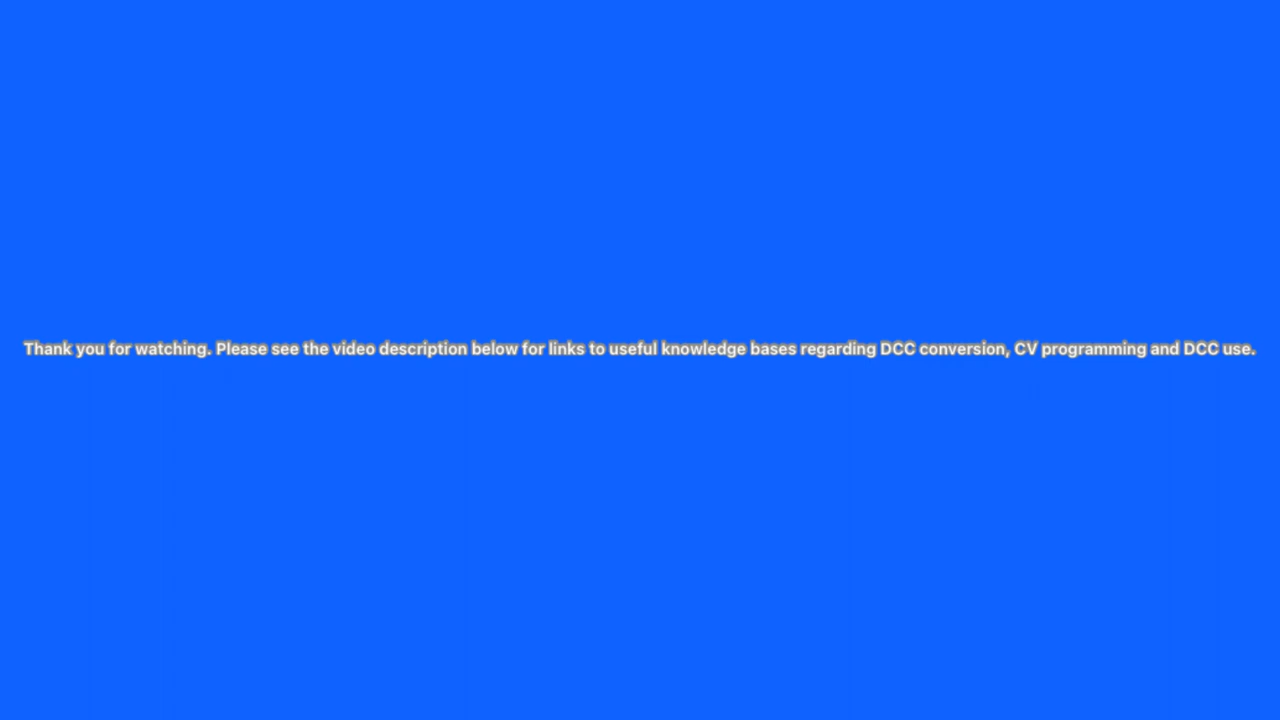 Thank you for watching. Please see the video description below for links to useful knowledge bases regarding DCC conversion, CV programming and DCC use.